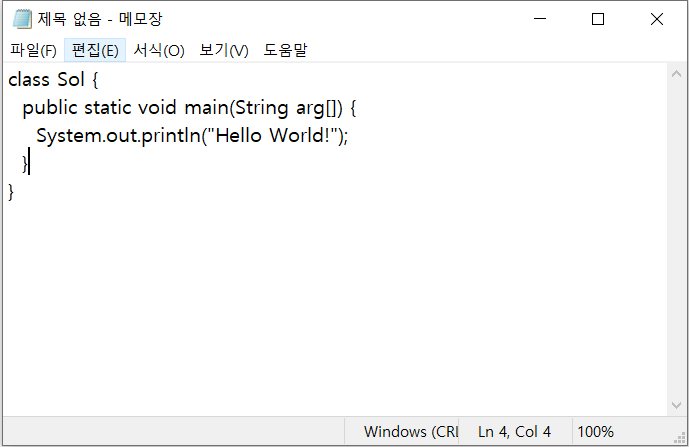 제목 없음 - 메모장
파일(F) 편집(E) 서식(O) 보기(V) 도움말
class Sol {
  public static void main(String arg[]) {
    System.out.println("Hello World!");
  }
}
Windows (CRL Ln 4, Col 4 100%